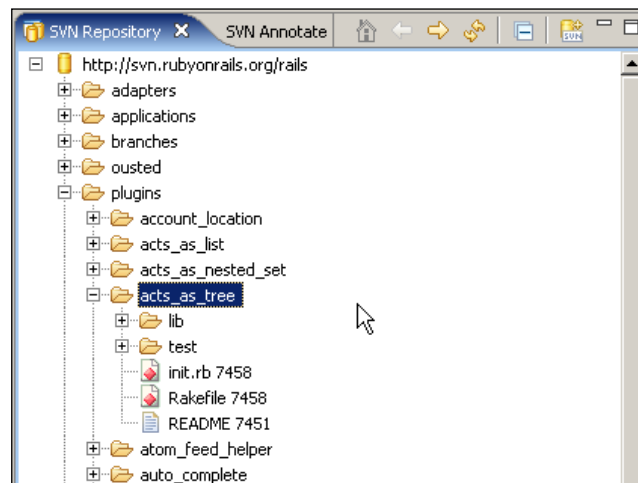 SVN Repository SVN Annotate SVN
http://svn.rubyonrails.org/rails
adapters
applications
branches
ousted
plugins
account_location
acts_as_list
acts_as_nested_set
acts_as_tree
lib
test
init.rb 7458
Rakefile 7458
README 7451
atom_feed_helper
auto_complete